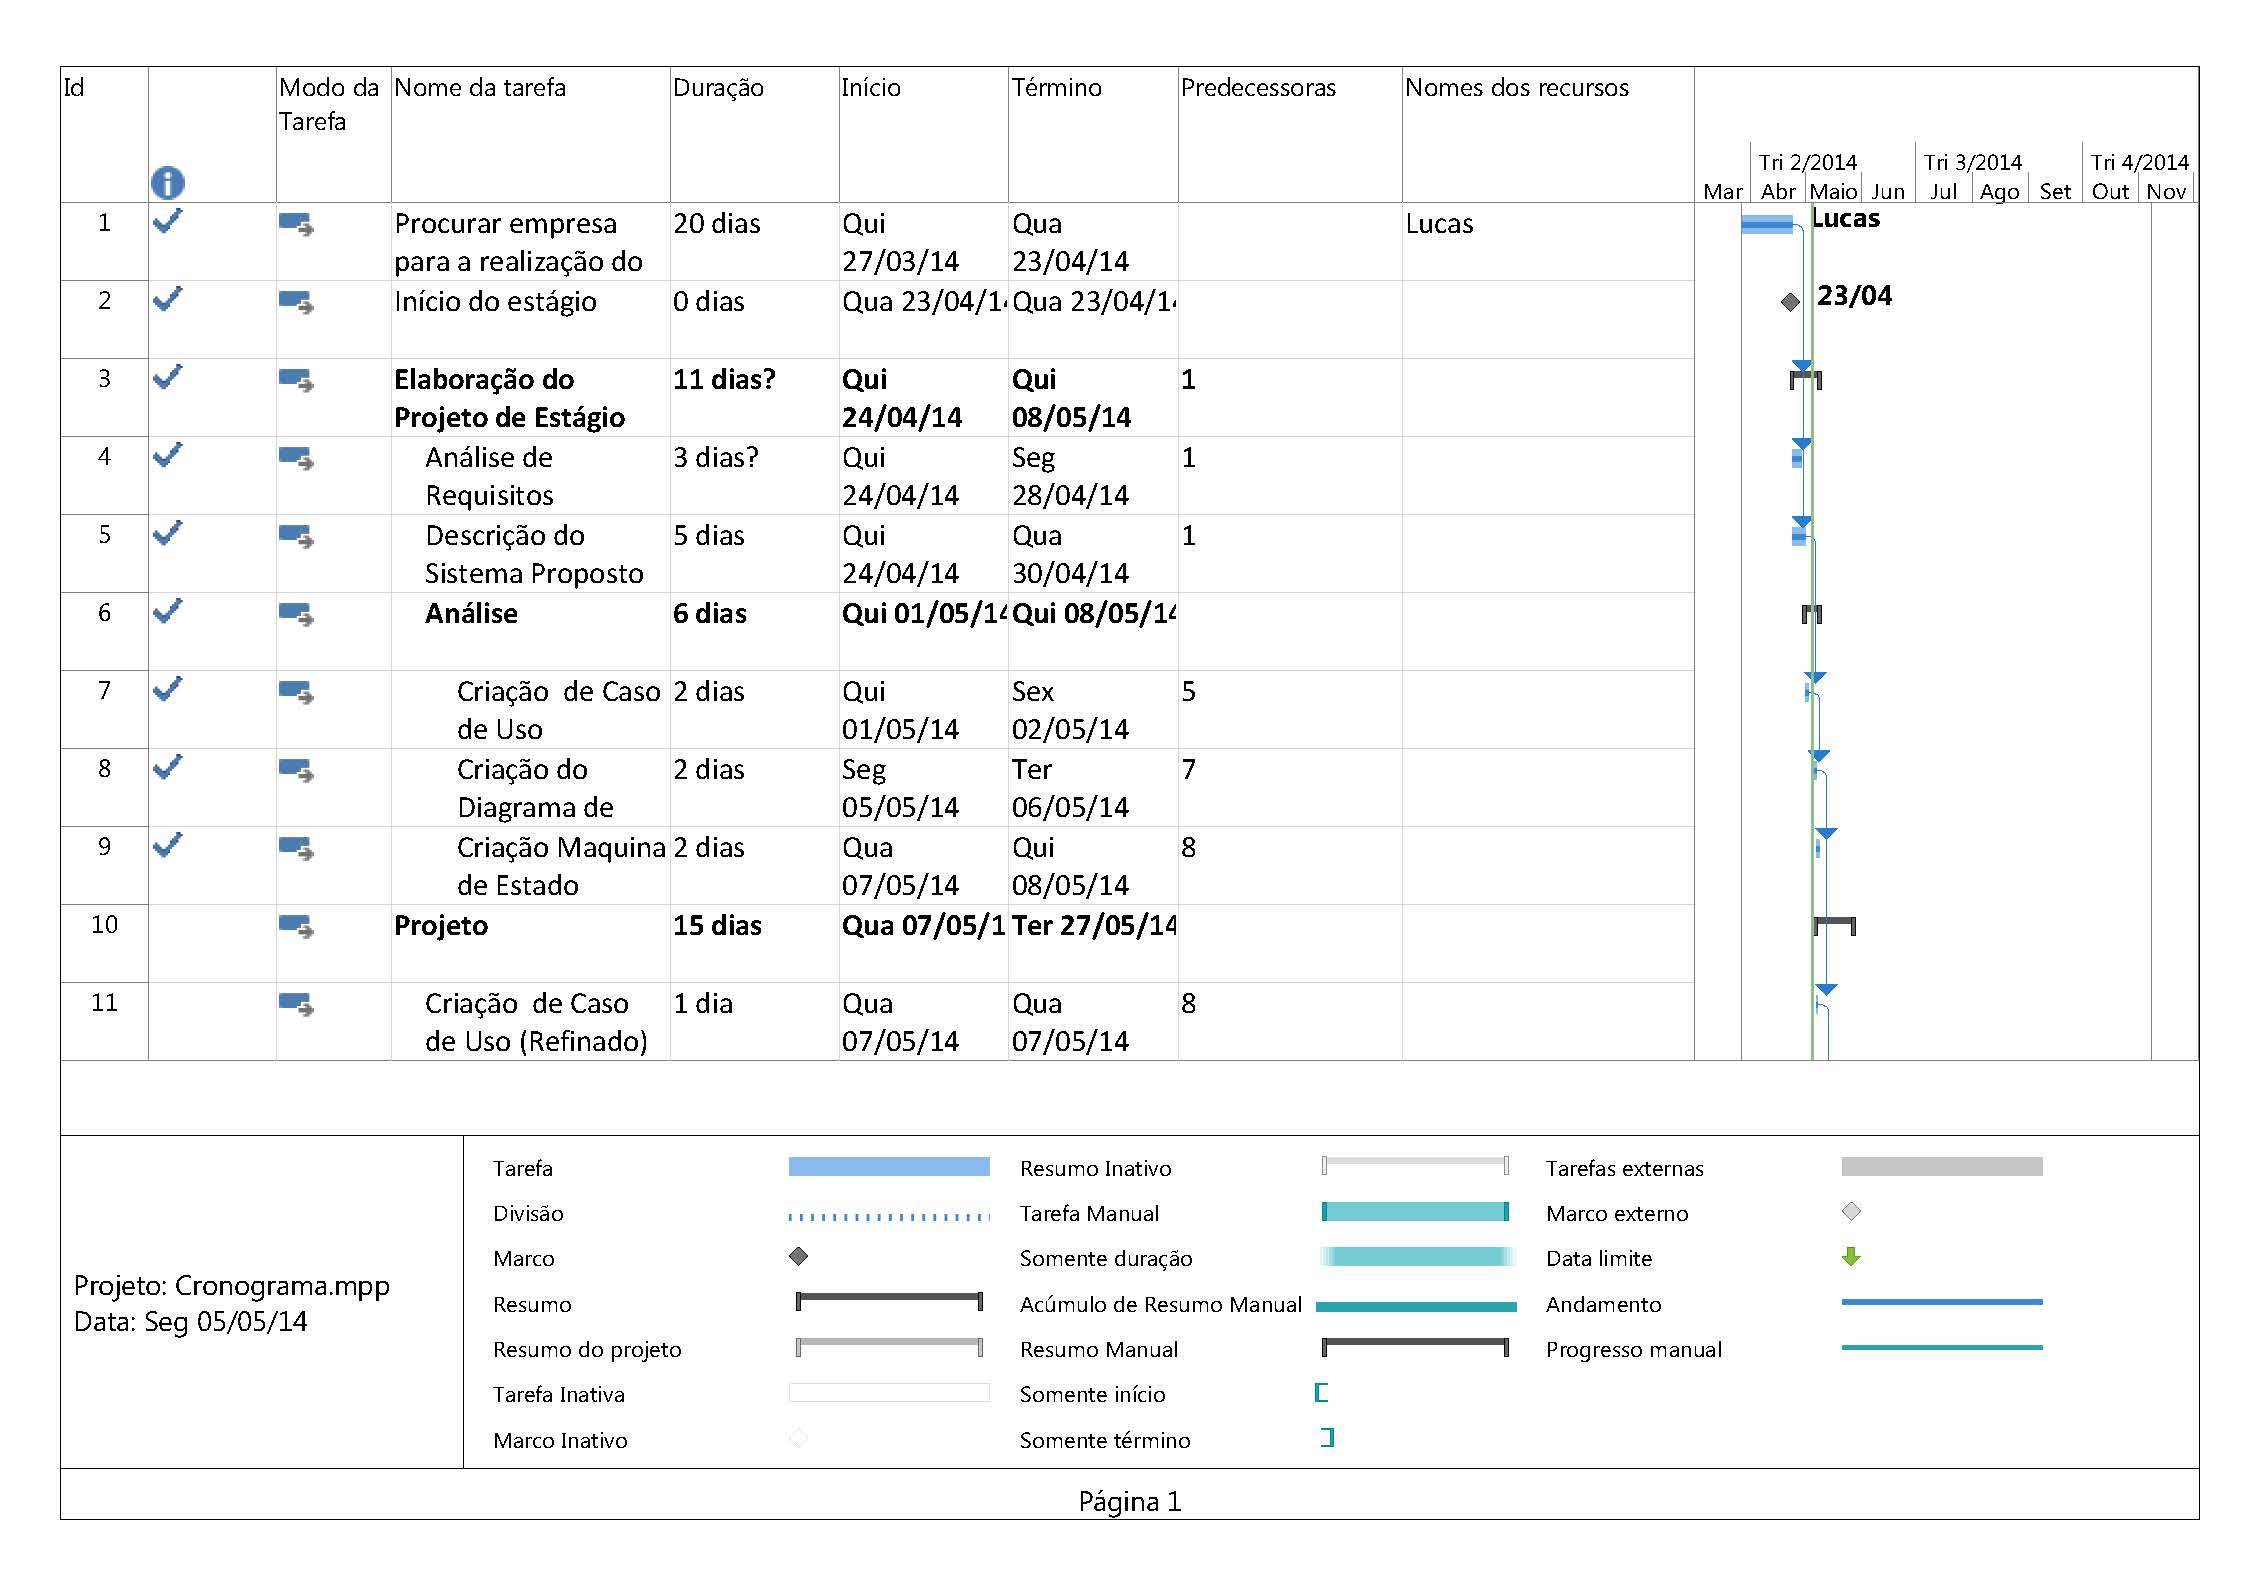 Id
Modo da
Tarefa
Nome da tarefa
Duração
Início
Término
Predecessoras
Nomes dos recursos
Tri 2/2014 Tri 3/2014 Tri 4/2014
Mar Abr Maio Jun Jul Ago Set Out Nov
1 Procurar empresa 20 dias Qui Qua Lucas Lucas
para a realização do 27/03/14 23/04/14
2 Início do estágio 0 dias Qua 23/04/1 Qua 23/04/1 23/04
3 Elaboração do 11 dias? Qui Qui 1
Projeto de Estágio 24/04/14 08/05/14
4 Análise de 3 dias? Qui Seg 1
Requisitos 24/04/14 28/04/14
5 Descrição do 5 dias Qui Qua 1
Sistema Proposto 24/04/14 30/04/14
6 Análise 6 dias Qui 01/05/14 Qui 08/05/14
7 Criação de Caso 2 dias Qui Sex 5
de Uso 01/05/14 02/05/14
8 Criação do 2 dias Seg Ter 7
Diagrama de 05/05/14 06/05/14
9 Criação Maquina 2 dias Qua Qui 8
de Estado 07/05/14 08/05/14
10 Projeto 15 dias Qua 07/05/1 Ter 27/05/14
11 Criação de Caso 1 dia Qua Qua 8
de Uso (Refinado) 07/05/14 07/05/14
Projeto: Cronograma.mpp
Data: Seg 05/05/14
Tarefa
Divisão
Marco
Resumo
Resumo do projeto
Tarefa Inativa
Marco Inativo
Resumo Inativo
Tarefa Manual
Somente duração
Acúmulo de Resumo Manual
Resumo Manual
Somente início
Somente término
Tarefas externas
Marco externo
Data limite
Andamento
Progresso manual
Página 1